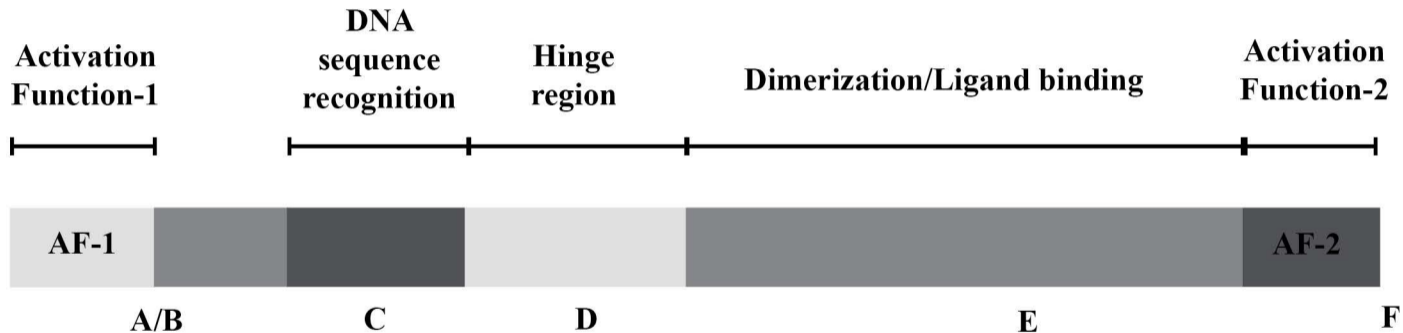 Activation
Function-1
DNA
sequence
recognition
Hinge
region
Dimerization/Ligand binding
Activation
Function-2
AF-1
AF-2
A/B
C
D
E
F